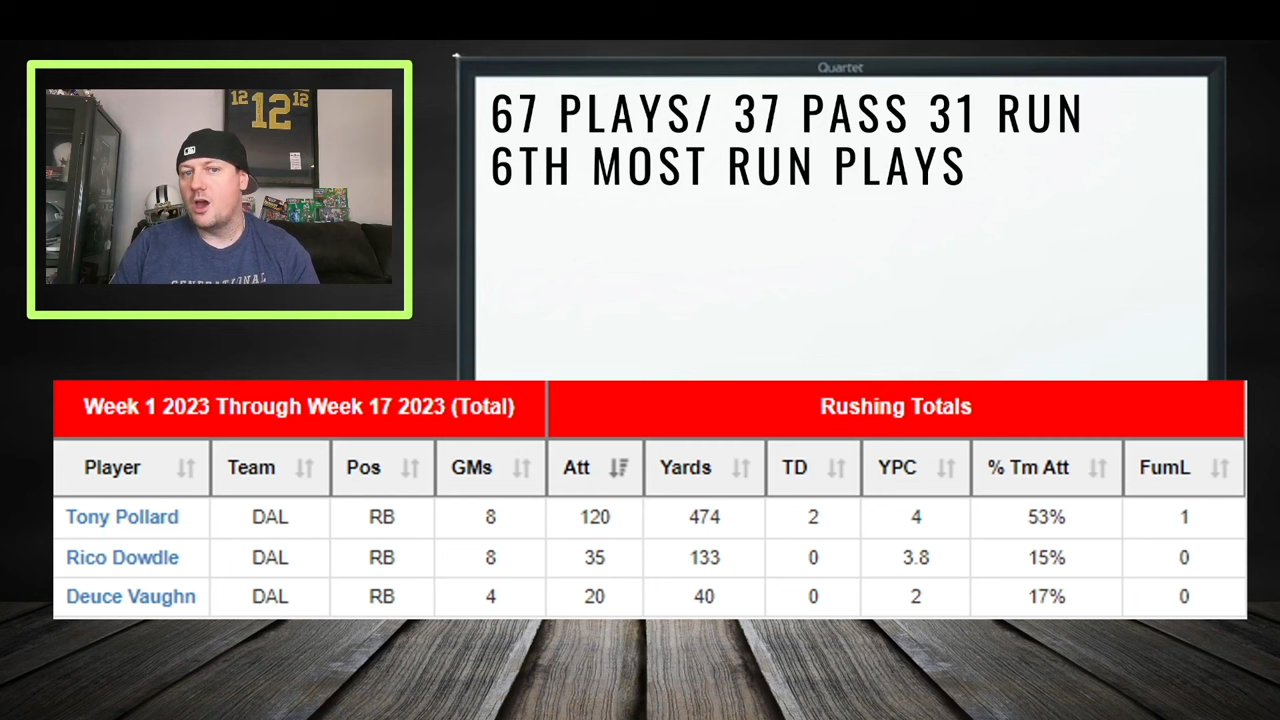 Quartet
67 PLAYS/ 37 PASS 31 RUN
6TH MOST RUN PLAYS
12 12 12
GENERATIONAL
Week 1 2023 Through Week 17 2023 (Total) Rushing Totals
Player Team Pos GMs Att Yards TD YPC % Tm Att FumL
Tony Pollard DAL RB 8 120 474 2 4 53% 1
Rico Dowdle DAL RB 8 35 133 0 3.8 15% 0
Deuce Vaughn DAL RB 4 20 40 0 2 17% 0